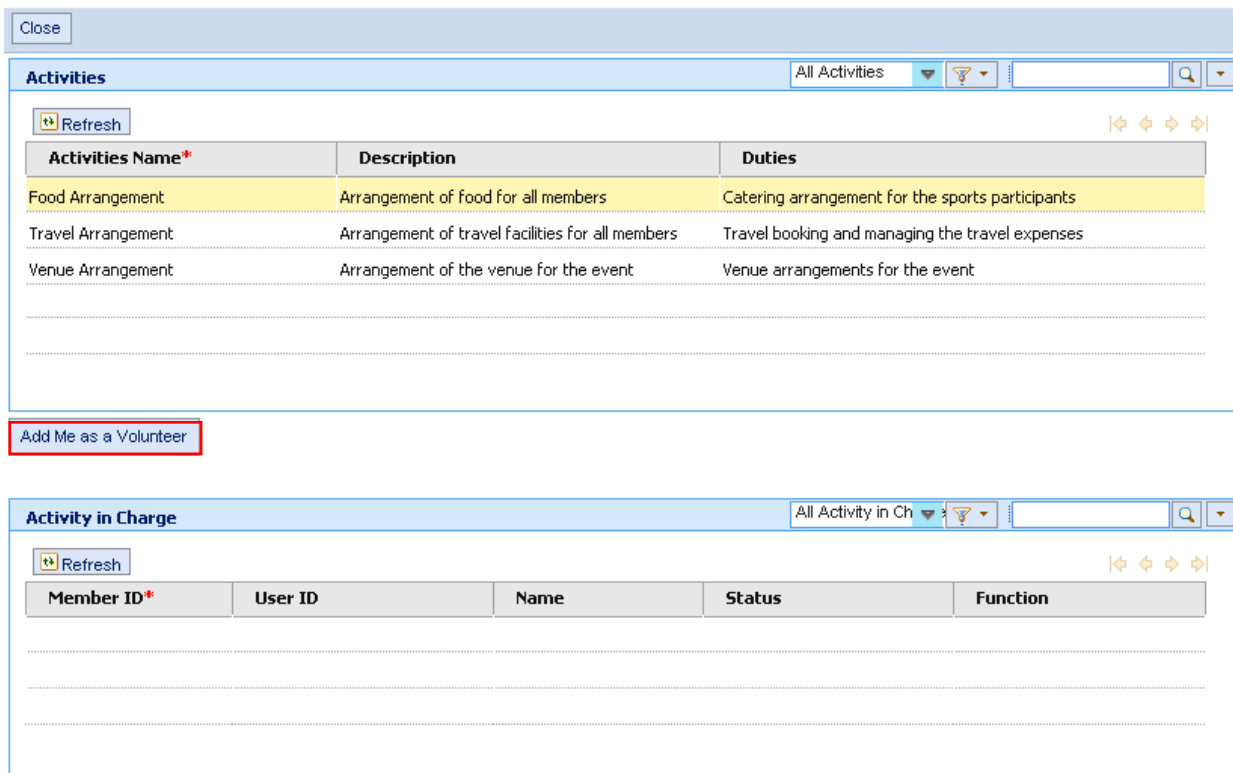 Close
Activities All Activities
Refresh
Activities Name* Description Duties
Food Arrangement Arrangement of food for all members Catering arrangement for the sports participants
Travel Arrangement Arrangement of travel facilities for all members Travel booking and managing the travel expenses
Venue Arrangement Arrangement of the venue for the event Venue arrangements for the event
Add Me as a Volunteer
Activity in Charge All Activity in Ch
Refresh
Member ID* User ID Name Status Function